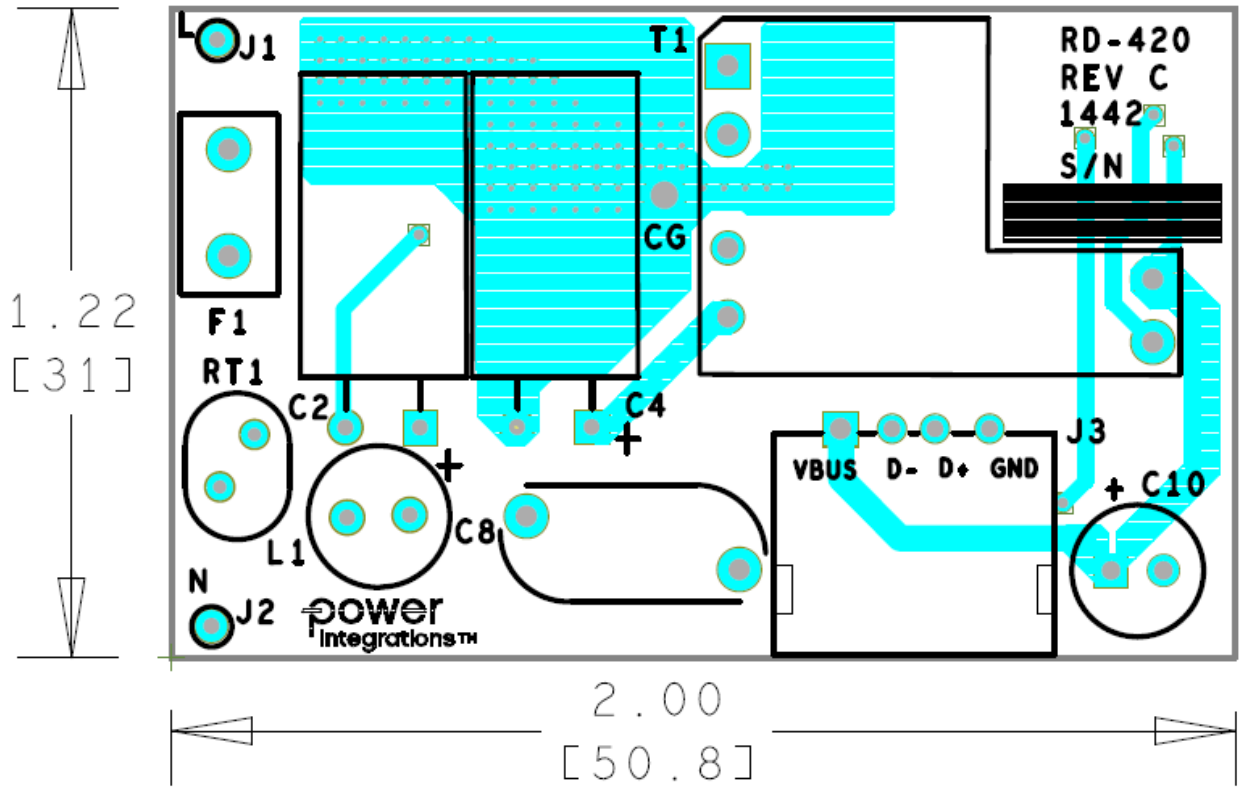 L
J1
T1
RD-420
REV C
1442
S/N
CG
1.22
[31]
F1
RT1
C2
C4
+
+
J3
VBUS D- D+ GND
+ C10
C8
L1
N
J2
power
integrations™
2.00
[50.8]